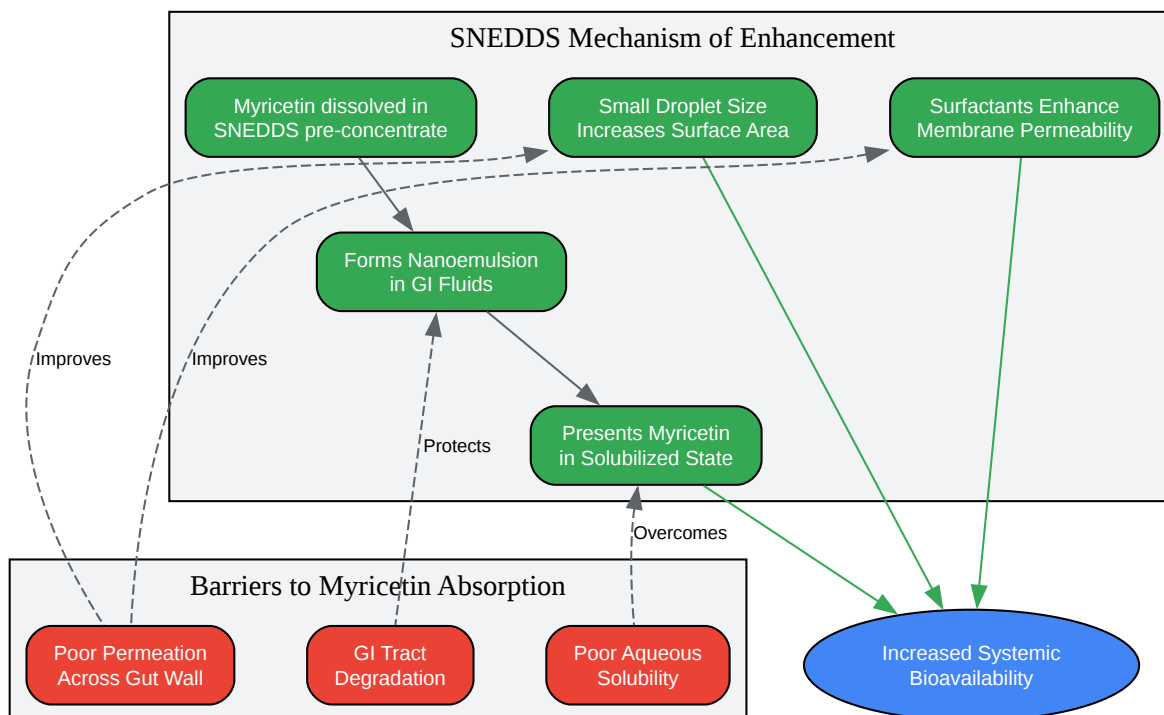 SNEDDS Mechanism of Enhancement
Myricetin dissolved in
SNEDDS pre-concentrate
Small Droplet Size
Increases Surface Area
Surfactants Enhance
Membrane Permeability
Forms Nanoemulsion
in GI Fluids
Improves
Improves
Protects
Presents Myricetin
in Solubilized State
Overcomes
Barriers to Myricetin Absorption
Poor Permeation
Across Gut Wall
GI Tract
Degradation
Poor Aqueous
Solubility
Increased Systemic
Bioavailability